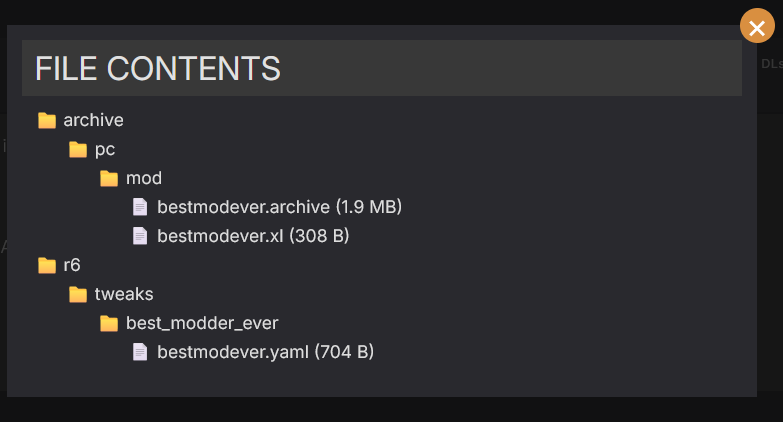 FILE CONTENTS
DLs
archive
pc
mod
bestmodever.archive (1.9 MB)
bestmodever.xl (308 B)
r6
tweaks
best_modder_ever
bestmodever.yaml (704 B)